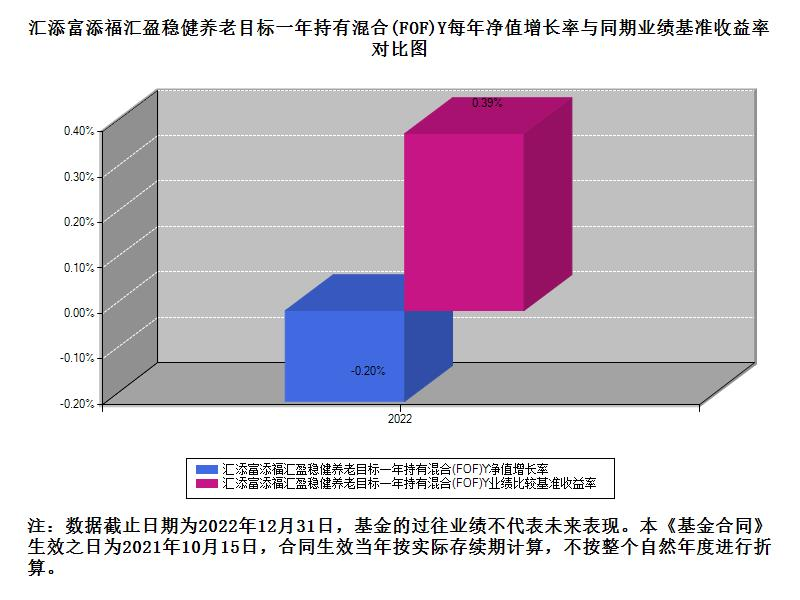 汇添富添福汇盈稳健养老目标一年持有混合(FOF)Y每年净值增长率与同期业绩基准收益率
对比图
0.39%
0.40%
0.30%
0.20%
0.10%
0.00%
-0.10%
-0.20%
-0.20%
2022
汇添富添福汇盈稳健养老目标一年持有混合(FOF)Y净值增长率
汇添富添福汇盈稳健养老目标一年持有混合(FOF)Y业绩比较基准收益率
注：数据截止日期为2022年12月31日，基金的过往业绩不代表未来表现。本《基金合同》
生效之日为2021年10月15日，合同生效当年按实际存续期计算，不按整个自然年度进行折
算。